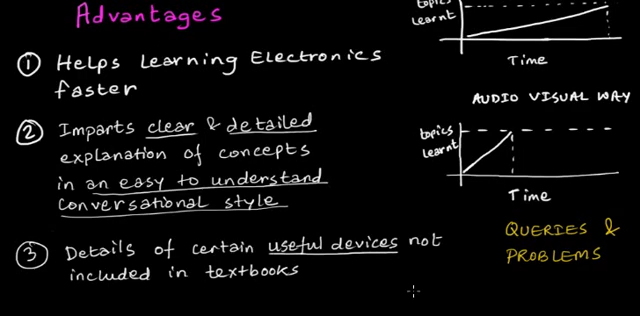 Advantages
① Helps Learning Electronics
faster
② Imparts clear & detailed
explanation of concepts
in an easy to understand
conversational style
③ Details of certain useful devices not
included in textbooks
topics
learnt
Time
AUDIO VISUAL WAY
topics
learnt
Time
QUERIES &
PROBLEMS